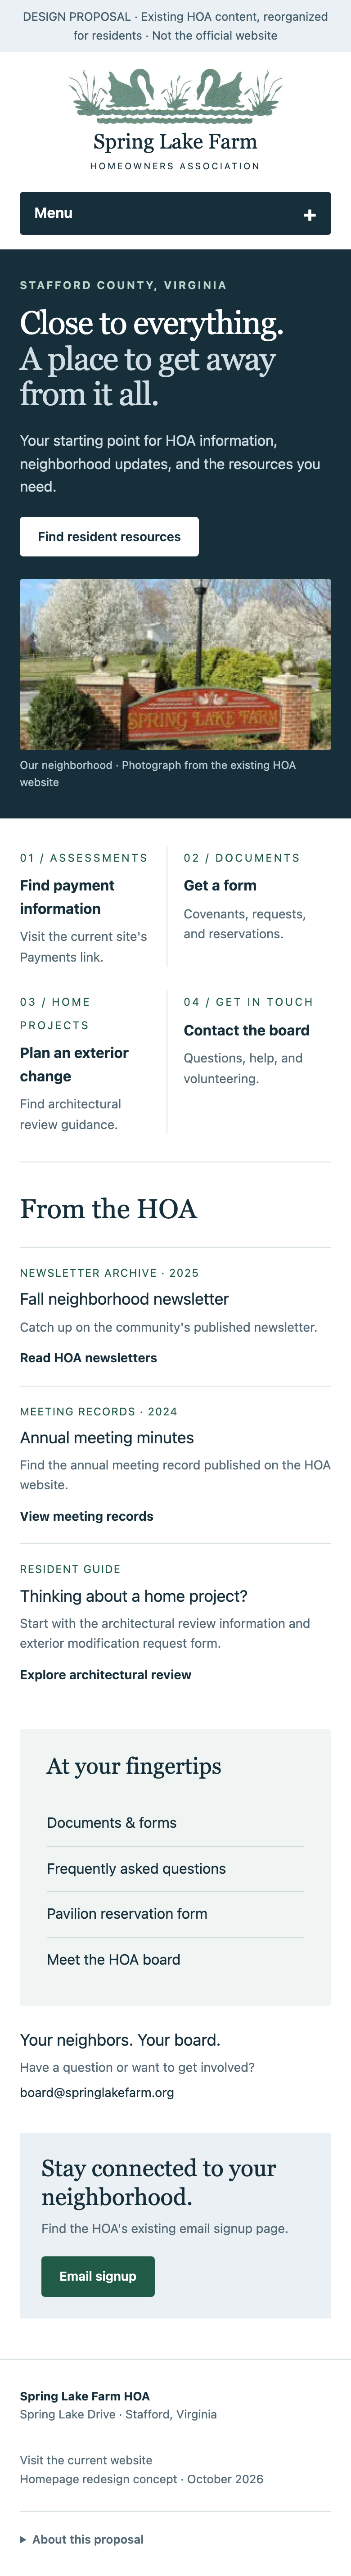 DESIGN PROPOSAL · Existing HOA content, reorganized
for residents · Not the official website
Spring Lake Farm
HOMEOWNERS ASSOCIATION
Menu +
STAFFORD COUNTY, VIRGINIA
Close to everything.
A place to get away
from it all.
Your starting point for HOA information,
neighborhood updates, and the resources you
need.
Find resident resources
SPRING LAKE FARM
Our neighborhood · Photograph from the existing HOA
website
01 / ASSESSMENTS
Find payment
information
Visit the current site's
Payments link.
02 / DOCUMENTS
Get a form
Covenants, requests,
and reservations.
03 / HOME
PROJECTS
Plan an exterior
change
Find architectural
review guidance.
04 / GET IN TOUCH
Contact the board
Questions, help, and
volunteering.
From the HOA
NEWSLETTER ARCHIVE · 2025
Fall neighborhood newsletter
Catch up on the community's published newsletter.
Read HOA newsletters
MEETING RECORDS · 2024
Annual meeting minutes
Find the annual meeting record published on the HOA
website.
View meeting records
RESIDENT GUIDE
Thinking about a home project?
Start with the architectural review information and
exterior modification request form.
Explore architectural review
At your fingertips
Documents & forms
Frequently asked questions
Pavilion reservation form
Meet the HOA board
Your neighbors. Your board.
Have a question or want to get involved?
board@springlakefarm.org
Stay connected to your
neighborhood.
Find the HOA's existing email signup page.
Email signup
Spring Lake Farm HOA
Spring Lake Drive · Stafford, Virginia
Visit the current website
Homepage redesign concept · October 2026
About this proposal